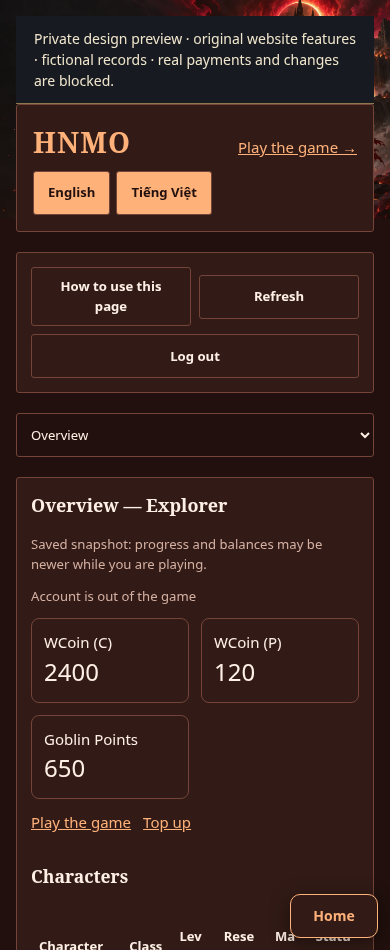 Private design preview · original website features
· fictional records · real payments and changes
are blocked.
HNMO
Play the game →
English
Tiếng Việt
How to use this
page
Refresh
Log out
Overview
Overview — Explorer
Saved snapshot: progress and balances may be
newer while you are playing.
Account is out of the game
WCoin (C)
WCoin (P)
2400
120
Goblin Points
650
Play the game
Top up
Characters
Home
Character
Class
Lev
Rese
Ma